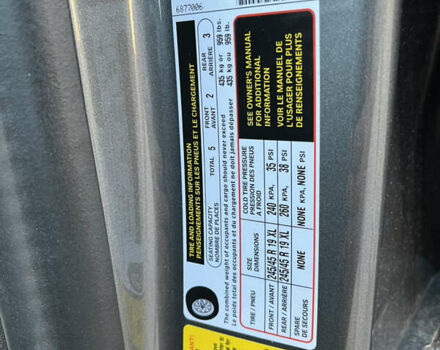 6877006
TIRE AND LOADING INFORMATION
RENSEIGNEMENTS SUR LES PNEUS ET LE CHARGEMENT
SEATING CAPACITY TOTAL 5 FRONT 2 REAR 3
NOMBRE DE PLACES AVANT ARRIÈRE
The combined weight of occupants and cargo should never exceed 435 kg or 959 lbs.
Le poids total des occupants et du chargement ne doit jamais dépasser 435 kg ou 959 lb.
TIRE / PNEU SIZE DIMENSIONS COLD TIRE PRESSURE
PRESSION DES PNEUS
A FROID
FRONT / AVANT 245/45 R 19 XL 240 KPA, 35 PSI
REAR / ARRIÈRE 245/45 R 19 XL 260 KPA, 38 PSI
SPARE
DE SECOURS NONE NONE KPA, NONE PSI
SEE OWNER'S MANUAL
FOR ADDITIONAL
INFORMATION
VOIR LE MANUEL DE
L'USAGER POUR PLUS
DE RENSEIGNEMENTS